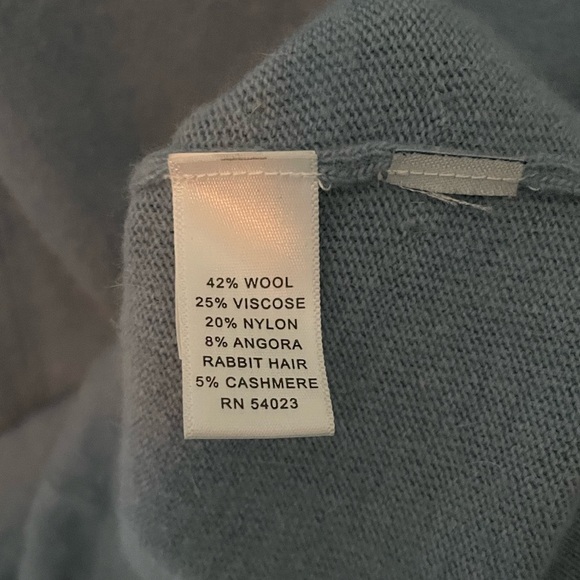 42% WOOL
25% VISCOSE
20% NYLON
8% ANGORA
RABBIT HAIR
5% CASHMERE
RN 54023